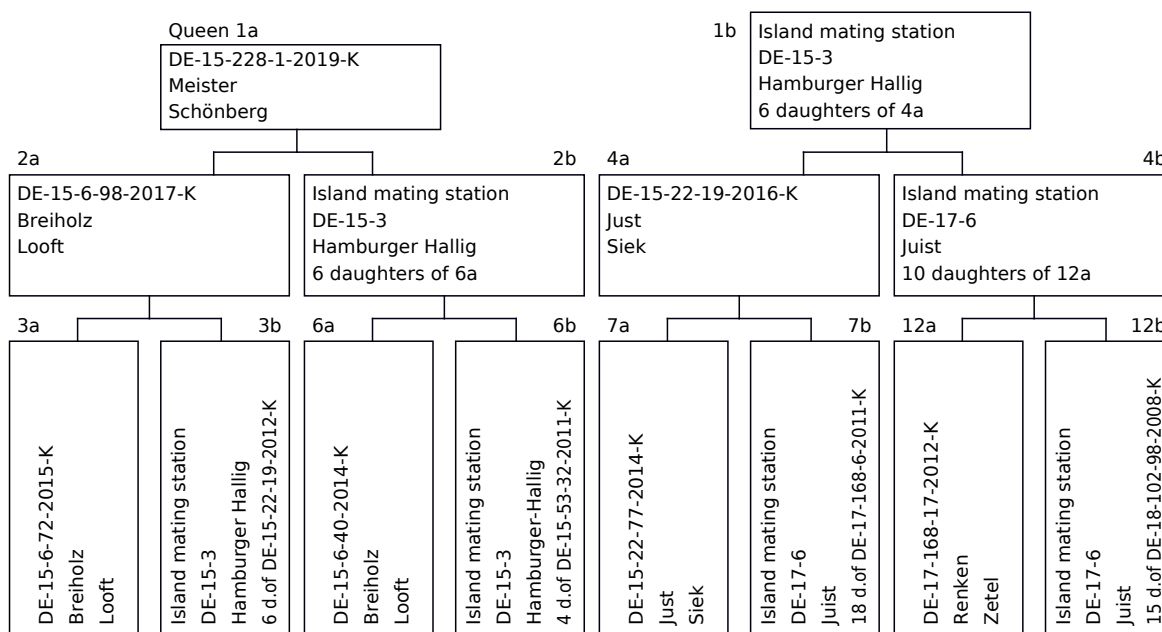 Queen 1a
DE-15-228-1-2019-K
Meister
Schönberg
1b
Island mating station
DE-15-3
Hamburger Hallig
6 daughters of 4a
2a
DE-15-6-98-2017-K
Breiholz
Looft
2b
Island mating station
DE-15-3
Hamburger Hallig
6 daughters of 6a
4a
DE-15-22-19-2016-K
Just
Siek
4b
Island mating station
DE-17-6
Juist
10 daughters of 12a
3a
DE-15-6-72-2015-K
Breiholz
Looft
3b
Island mating station
DE-15-3
Hamburger Hallig
6 d.of DE-15-22-19-2012-K
6a
DE-15-6-40-2014-K
Breiholz
Looft
6b
Island mating station
DE-15-3
Hamburger-Hallig
4 d.of DE-15-53-32-2011-K
7a
DE-15-22-77-2014-K
Just
Siek
7b
Island mating station
DE-17-6
Juist
18 d.of DE-17-168-6-2011-K
12a
DE-17-168-17-2012-K
Renken
Zetel
12b
Island mating station
DE-17-6
Juist
15 d.of DE-18-102-98-2008-K